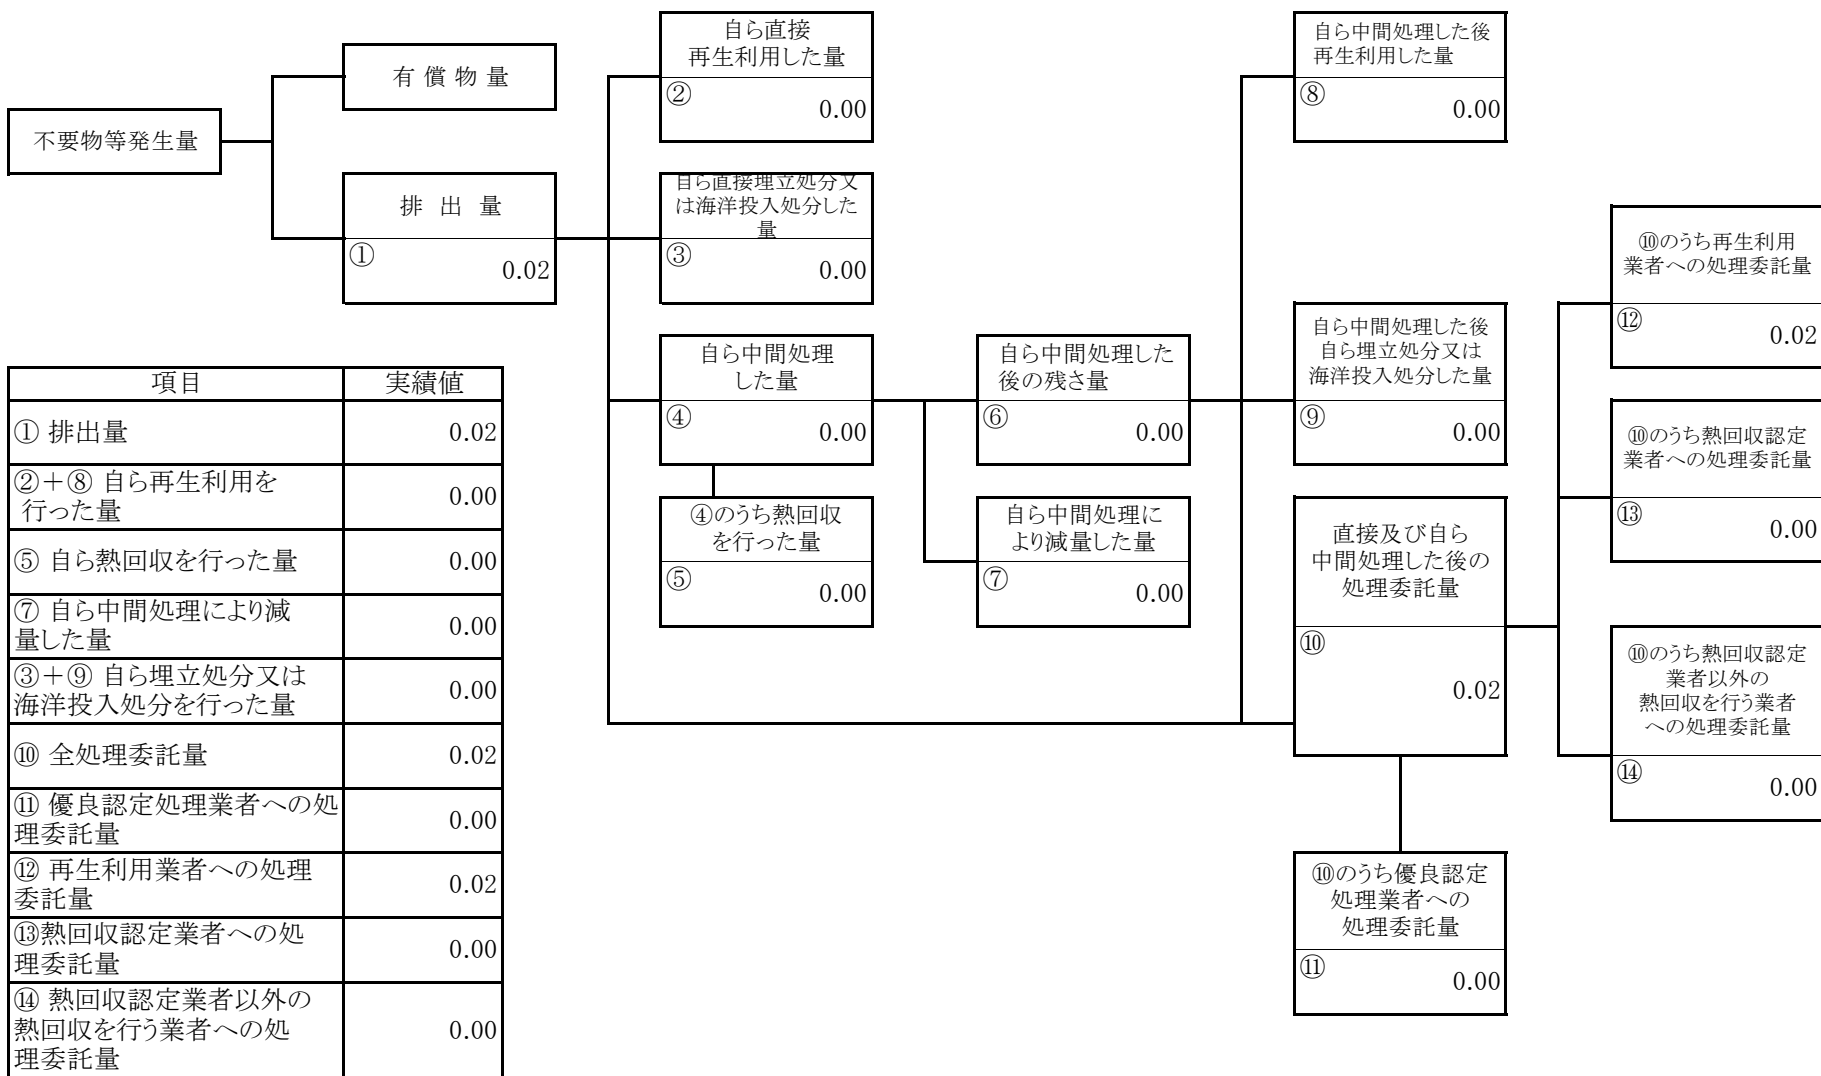 不要物等発生量
有 償 物 量
排 出 量
①
0.02
自ら直接
再生利用した量
②
0.00
自ら直接埋立処分又
は海洋投入処分した
量
③
0.00
自ら中間処理
した量
④
0.00
④のうち熱回収
を行った量
⑤
0.00
自ら中間処理した
後の残さ量
⑥
0.00
自ら中間処理に
より減量した量
⑦
0.00
自ら中間処理した後
再生利用した量
⑧
0.00
自ら中間処理した後
自ら埋立処分又は
海洋投入処分した量
⑨
0.00
直接及び自ら
中間処理した後の
処理委託量
⑩
0.02
⑩のうち優良認定
処理業者への
処理委託量
⑪
0.00
⑩のうち再生利用
業者への処理委託量
⑫
0.02
⑩のうち熱回収認定
業者への処理委託量
⑬
0.00
⑩のうち熱回収認定
業者以外の
熱回収を行う業者
への処理委託量
⑭
0.00
項目 実績値
① 排出量 0.02
②+⑧ 自ら再生利用を
行った量 0.00
⑤ 自ら熱回収を行った量 0.00
⑦ 自ら中間処理により減
量した量 0.00
③+⑨ 自ら埋立処分又は
海洋投入処分を行った量 0.00
⑩ 全処理委託量 0.02
⑪ 優良認定処理業者への処
理委託量 0.00
⑫ 再生利用業者への処理
委託量 0.02
⑬熱回収認定業者への処
理委託量 0.00
⑭ 熱回収認定業者以外の
熱回収を行う業者への処
理委託量 0.00